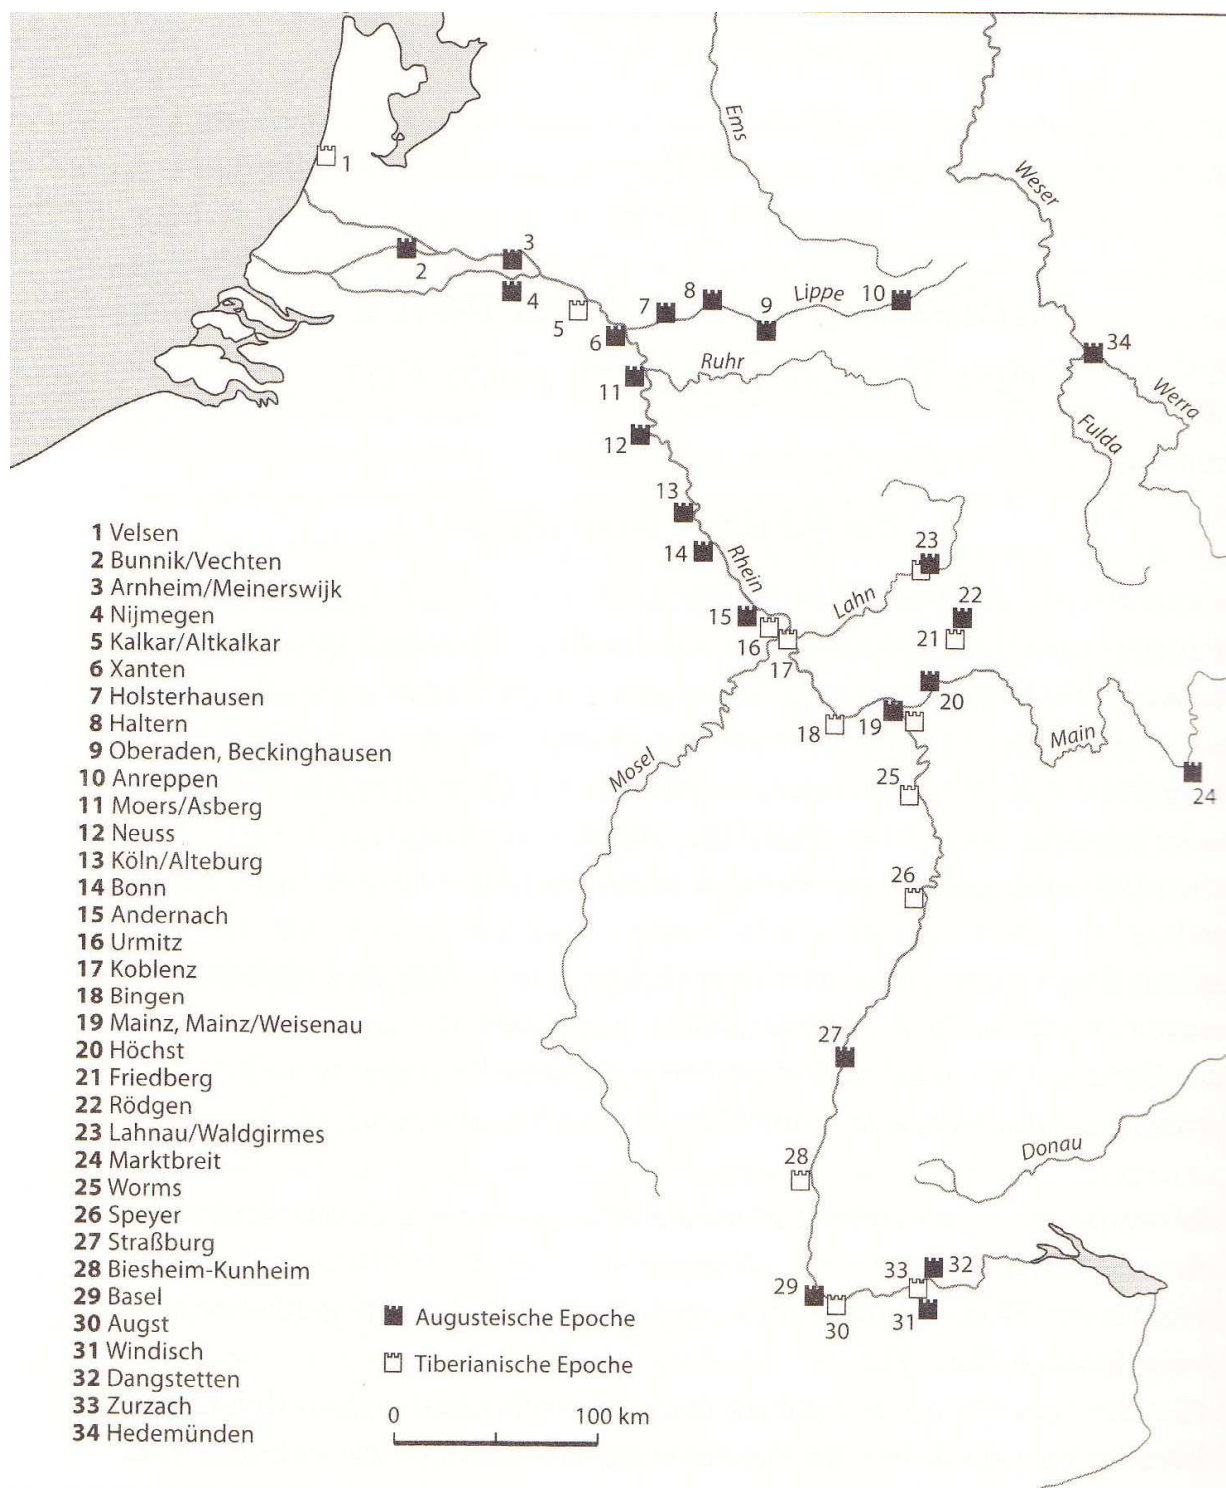 Ems
Weser
1
2
3
4
5
6
7
8
9
Lippe
10
34
Ruhr
11
Werra
Fulda
12
13
14
Rhein
23
22
21
15
16
17
Lahn
20
19
18
Main
24
Mosel
25
26
27
28
Donau
29
30
33
32
31
1 Velsen
2 Bunnik/Vechten
3 Arnheim/Meinerswijk
4 Nijmegen
5 Kalkar/Altkalkar
6 Xanten
7 Holsterhausen
8 Haltern
9 Oberaden, Beckinghausen
10 Anreppen
11 Moers/Asberg
12 Neuss
13 Köln/Alteburg
14 Bonn
15 Andernach
16 Urmitz
17 Koblenz
18 Bingen
19 Mainz, Mainz/Weisenau
20 Höchst
21 Friedberg
22 Rödgen
23 Lahnau/Waldgirmes
24 Marktbreit
25 Worms
26 Speyer
27 Straßburg
28 Biesheim-Kunheim
29 Basel
30 Augst
31 Windisch
32 Dangstetten
33 Zurzach
34 Hedemünden
Augusteische Epoche
Tiberianische Epoche
0 100 km